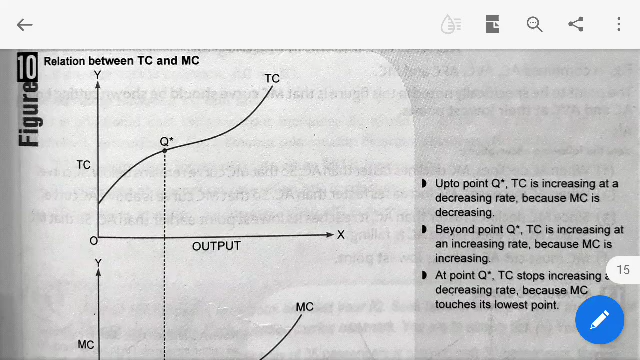 Figure 10
Relation between TC and MC
Y
TC
Q*
TC
O
OUTPUT
X
Y
MC
MC
Upto point Q*, TC is increasing at a
decreasing rate, because MC is
decreasing.
Beyond point Q*, TC is increasing at
an increasing rate, because MC is
increasing.
At point Q*, TC stops increasing a
decreasing rate, because MC
touches its lowest point.
15